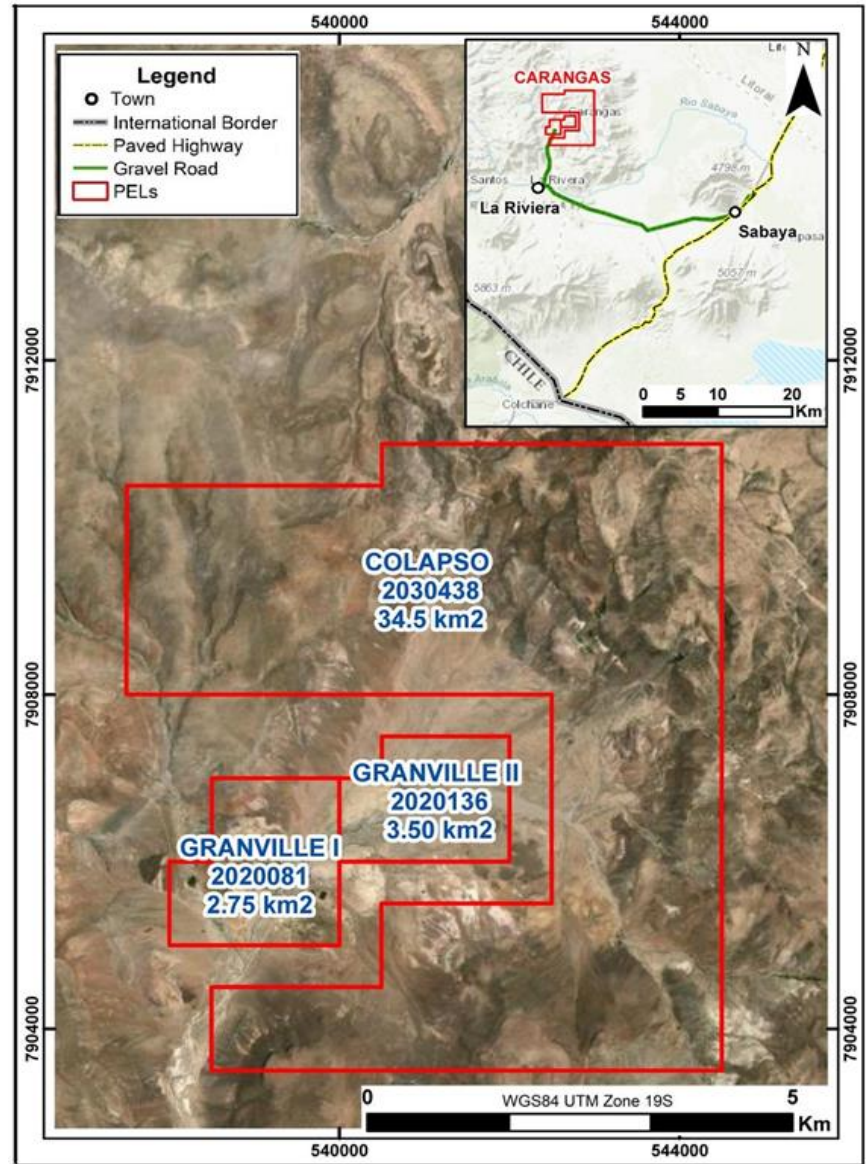 540000
544000
Legend
Town
International Border
Paved Highway
Gravel Road
PELs
N
Litoral
CARANGAS
Carangas
Rio Sabaya
4798 m
Santos
La Rivera
La Riviera
Sabaya
pasa
5057 m
5863 m
CHILE
Colchane
0 5 10 20
Km
7912000
7912000
COLAPSO
2030438
34.5 km2
7908000
7908000
GRANVILLE II
2020136
3.50 km2
GRANVILLE I
2020081
2.75 km2
7904000
7904000
0 WGS84 UTM Zone 19S 5
Km
540000
544000